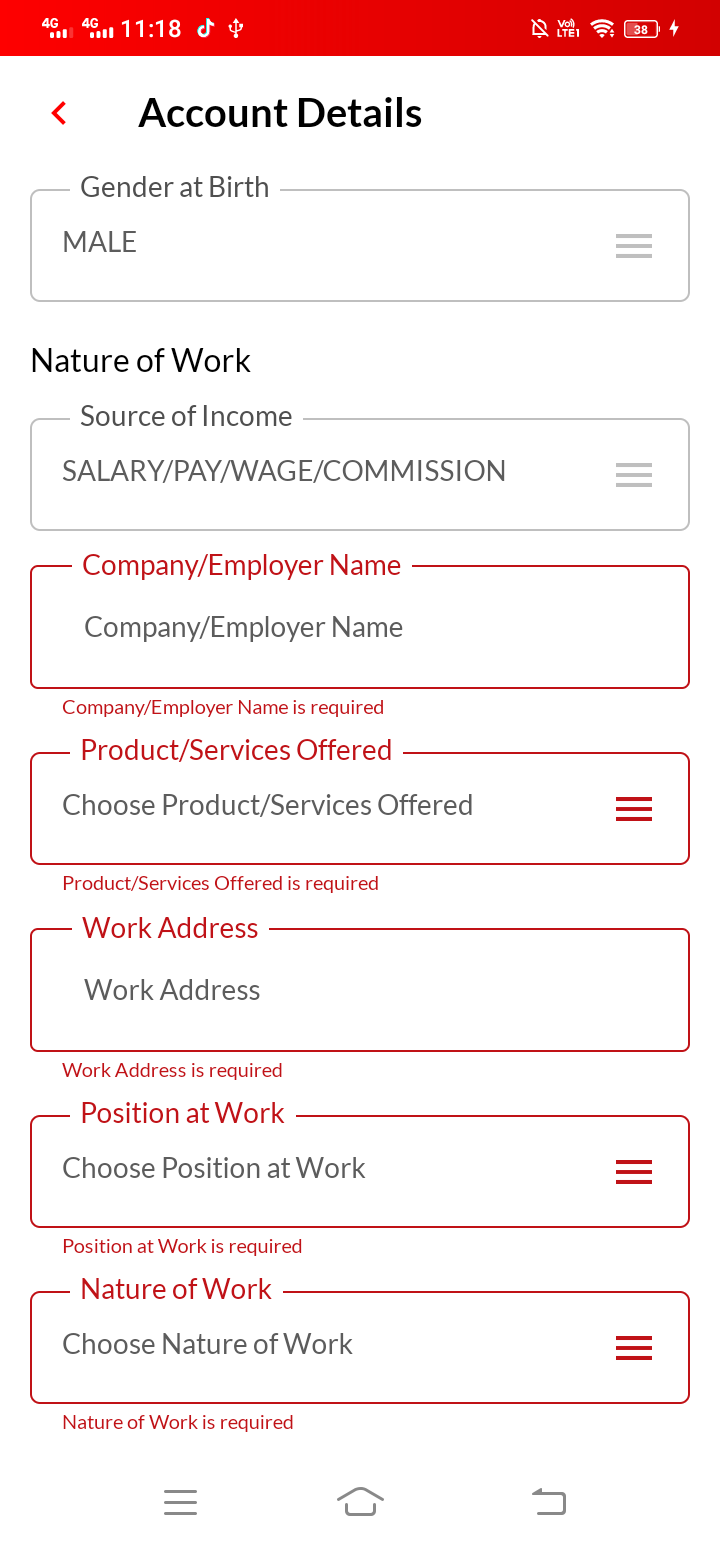 4G 4G 11:18 VoD LTE1 38
Account Details
Gender at Birth
MALE
Nature of Work
Source of Income
SALARY/PAY/WAGE/COMMISSION
Company/Employer Name
Company/Employer Name
Company/Employer Name is required
Product/Services Offered
Choose Product/Services Offered
Product/Services Offered is required
Work Address
Work Address
Work Address is required
Position at Work
Choose Position at Work
Position at Work is required
Nature of Work
Choose Nature of Work
Nature of Work is required